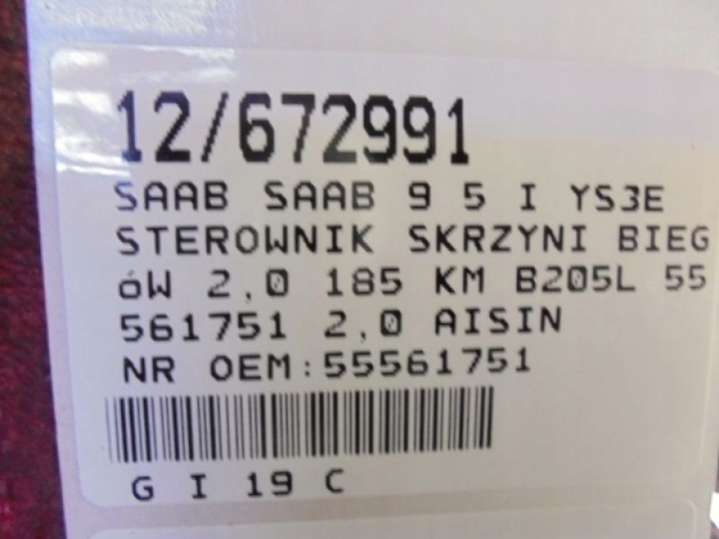 12/672991
SAAB SAAB 9 5 I YS3E
STEROWNIK SKRZYNI BIEG
óW 2,0 185 KM B205L 55
561751 2,0 AISIN
NR OEM:55561751
G I 19 C